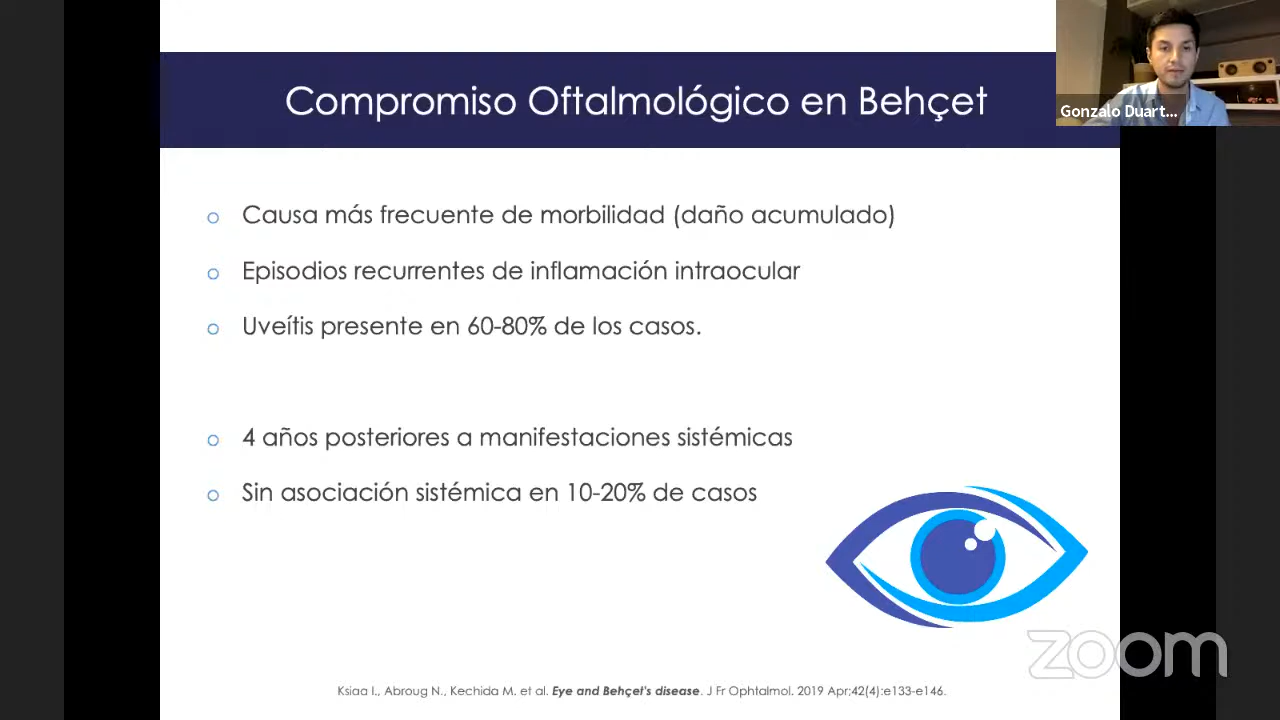 Compromiso Oftalmológico en Behçet
Gonzalo Duart...
Causa más frecuente de morbilidad (daño acumulado)
Episodios recurrentes de inflamación intraocular
Uveítis presente en 60-80% de los casos.
4 años posteriores a manifestaciones sistémicas
Sin asociación sistémica en 10-20% de casos
zoom
Ksiaa I., Abroug N., Kechida M. et al. Eye and Behçet's disease. J Fr Ophtalmol. 2019 Apr;42(4):e133-e146.